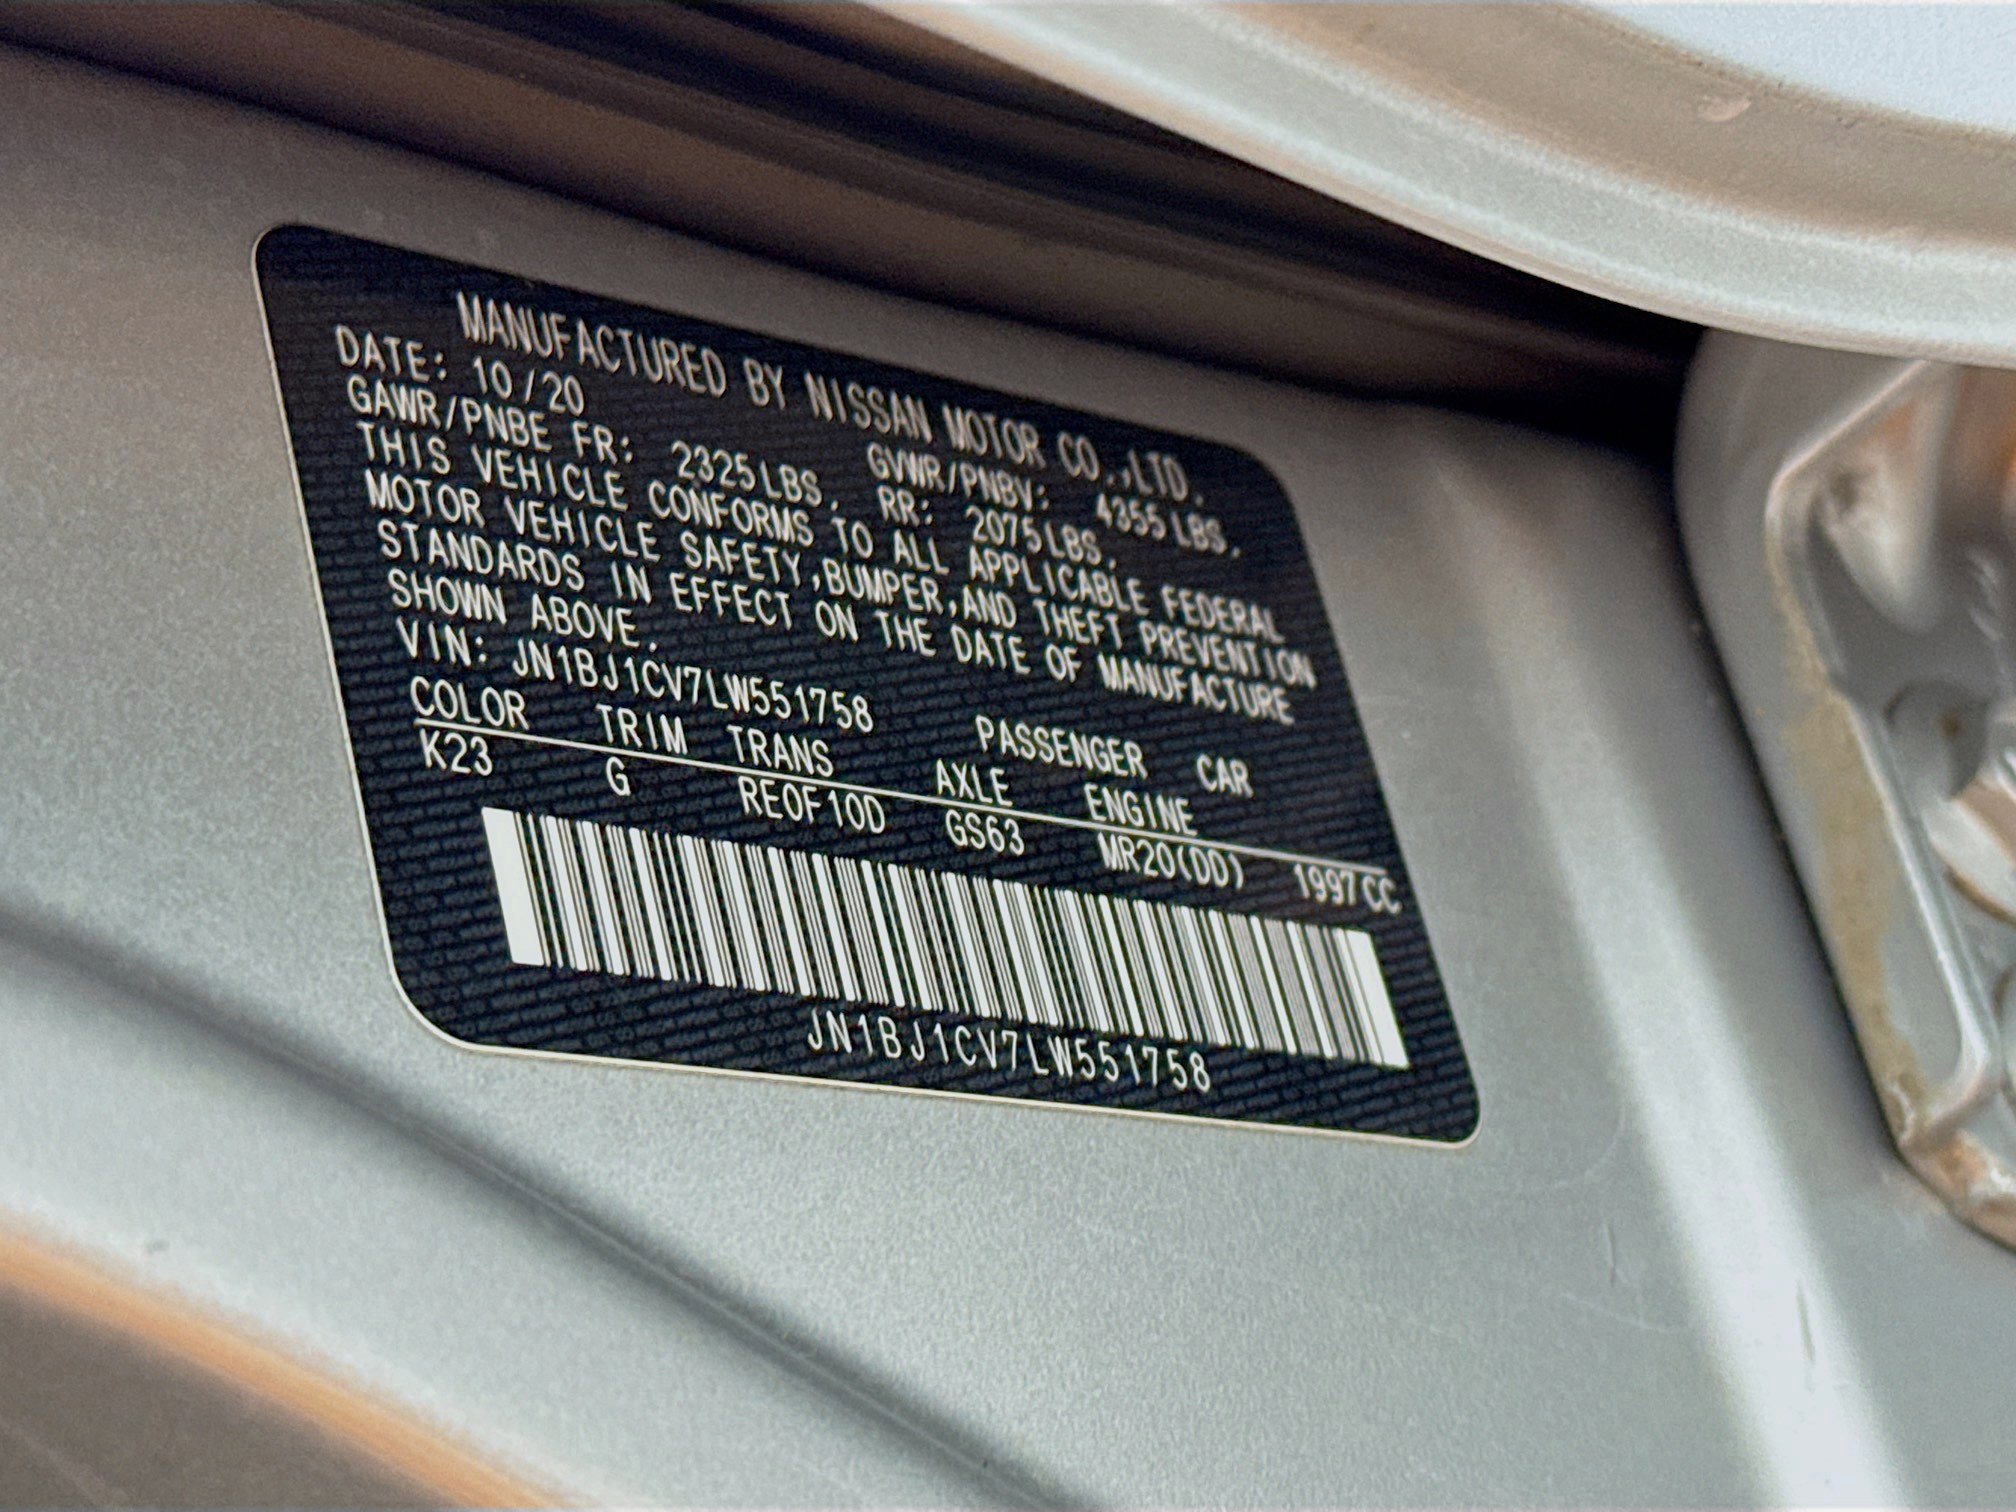 MANUFACTURED BY NISSAN MOTOR CO.,LTD.
DATE: 10/20 GVWR/PNBV: 4355LBS.
GAWR/PNBE FR: 2325LBS. RR: 2075LBS.
THIS VEHICLE CONFORMS TO ALL APPLICABLE FEDERAL
MOTOR VEHICLE SAFETY,BUMPER,AND THEFT PREVENTION
STANDARDS IN EFFECT ON THE DATE OF MANUFACTURE
SHOWN ABOVE.
VIN: JN1BJ1CV7LW551758 PASSENGER CAR
COLOR TRIM TRANS AXLE ENGINE
K23 G RE0F10D GS63 MR20(DD) 1997CC
JN1BJ1CV7LW551758